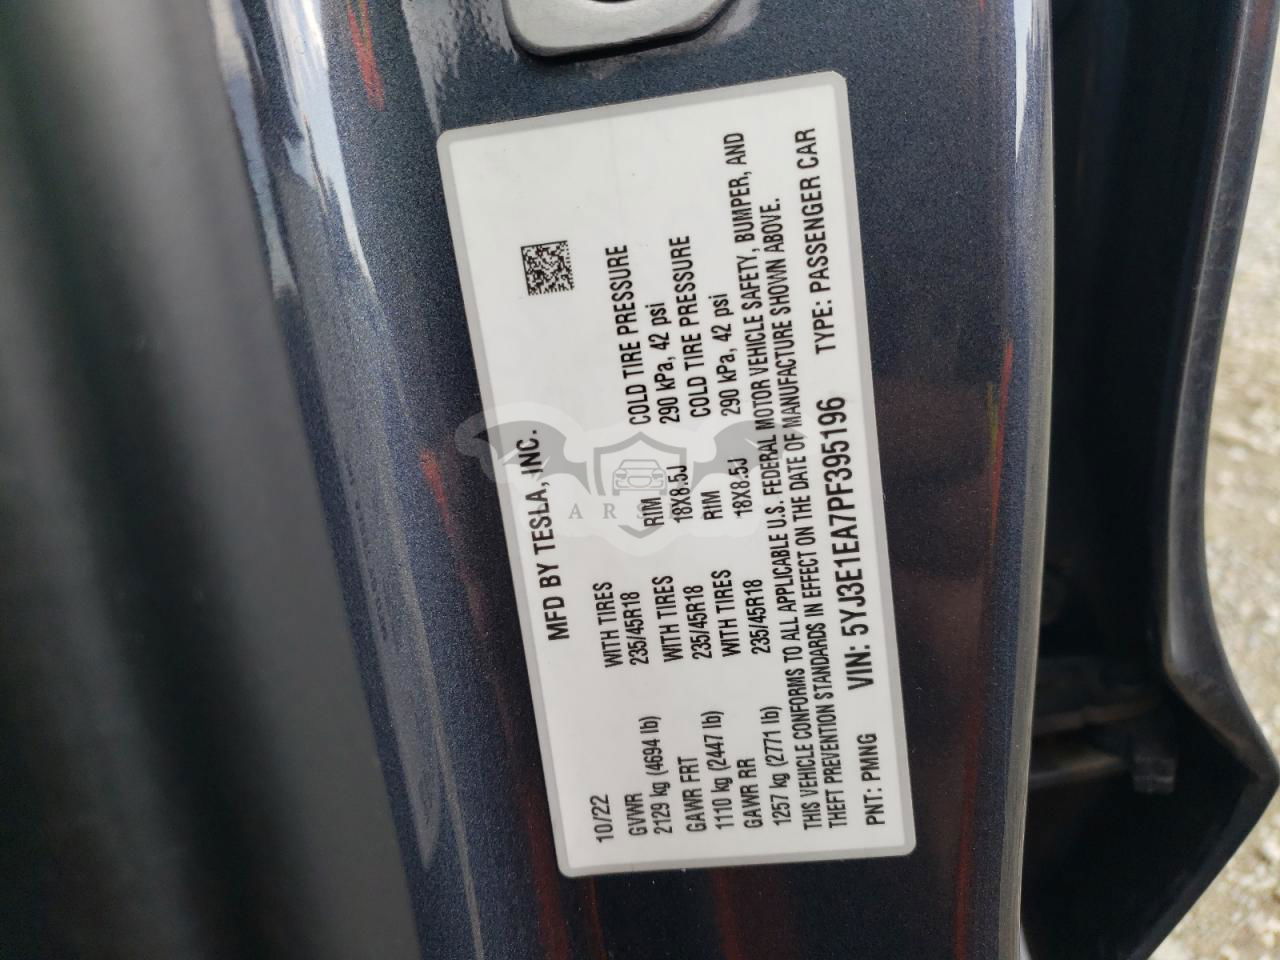 MFD BY TESLA, INC.
10/22
GVWR WITH TIRES RIM COLD TIRE PRESSURE
2129 kg (4694 lb) 235/45R18 18X8.5J 290 kPa, 42 psi
GAWR FRT WITH TIRES RIM COLD TIRE PRESSURE
1110 kg (2447 lb) 235/45R18 18X8.5J 290 kPa, 42 psi
GAWR RR WITH TIRES
1257 kg (2771 lb) 235/45R18
THIS VEHICLE CONFORMS TO ALL APPLICABLE U.S. FEDERAL MOTOR VEHICLE SAFETY, BUMPER, AND
THEFT PREVENTION STANDARDS IN EFFECT ON THE DATE OF MANUFACTURE SHOWN ABOVE.
PNT: PMNG VIN: 5YJ3E1EA7PF395196 TYPE: PASSENGER CAR